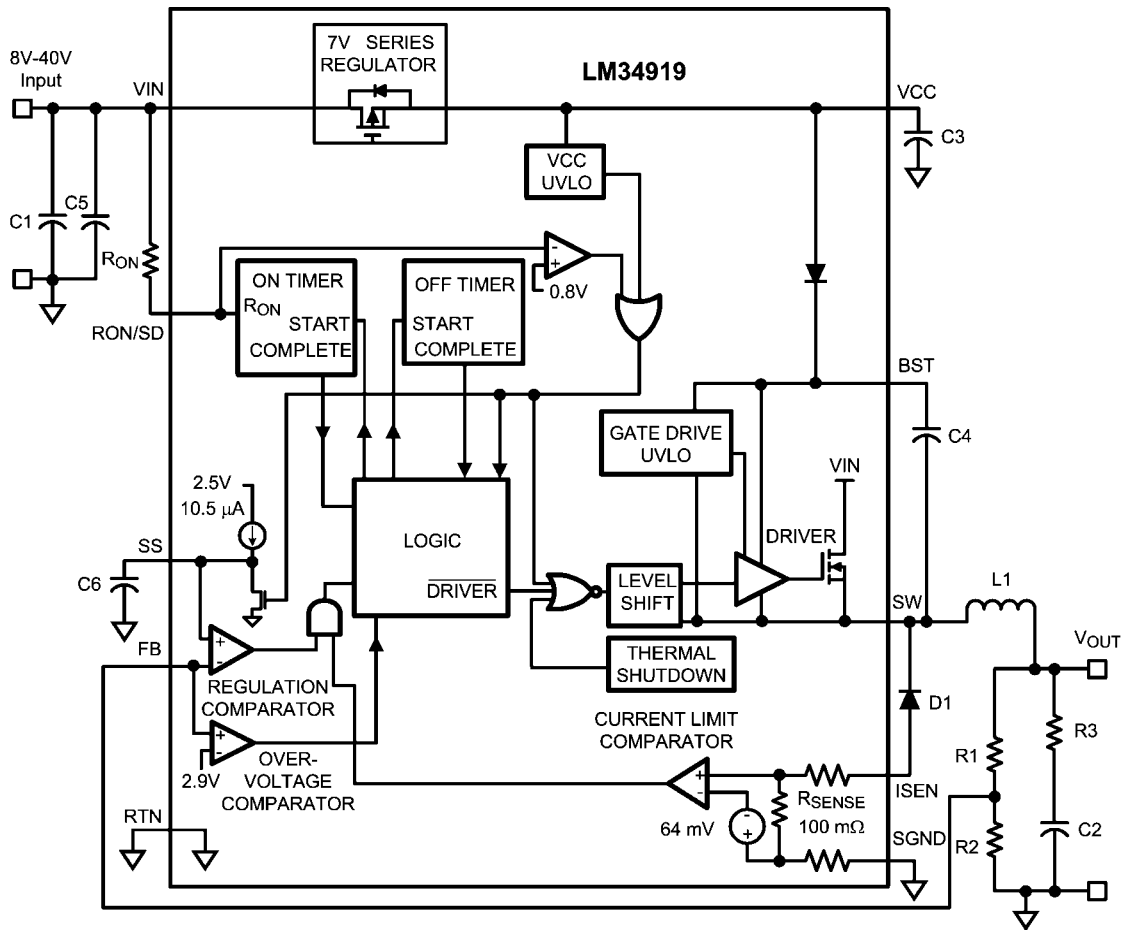 8V-40V
Input
VIN
7V SERIES
REGULATOR
LM34919
VCC
C3
VCC
UVLO
C1
C5
RON
RON/SD
ON TIMER
RON
START
COMPLETE
OFF TIMER
START
COMPLETE
-
+
0.8V
BST
C4
GATE DRIVE
UVLO
VIN
DRIVER
2.5V
10.5 µA
SS
C6
LOGIC
DRIVER
LEVEL
SHIFT
SW
L1
VOUT
THERMAL
SHUTDOWN
FB
+
-
REGULATION
COMPARATOR
+
-
2.9V
OVER-
VOLTAGE
COMPARATOR
CURRENT LIMIT
COMPARATOR
D1
R1
R3
+
-
ISEN
RSENSE
100 mΩ
64 mV
-
+
SGND
R2
C2
RTN